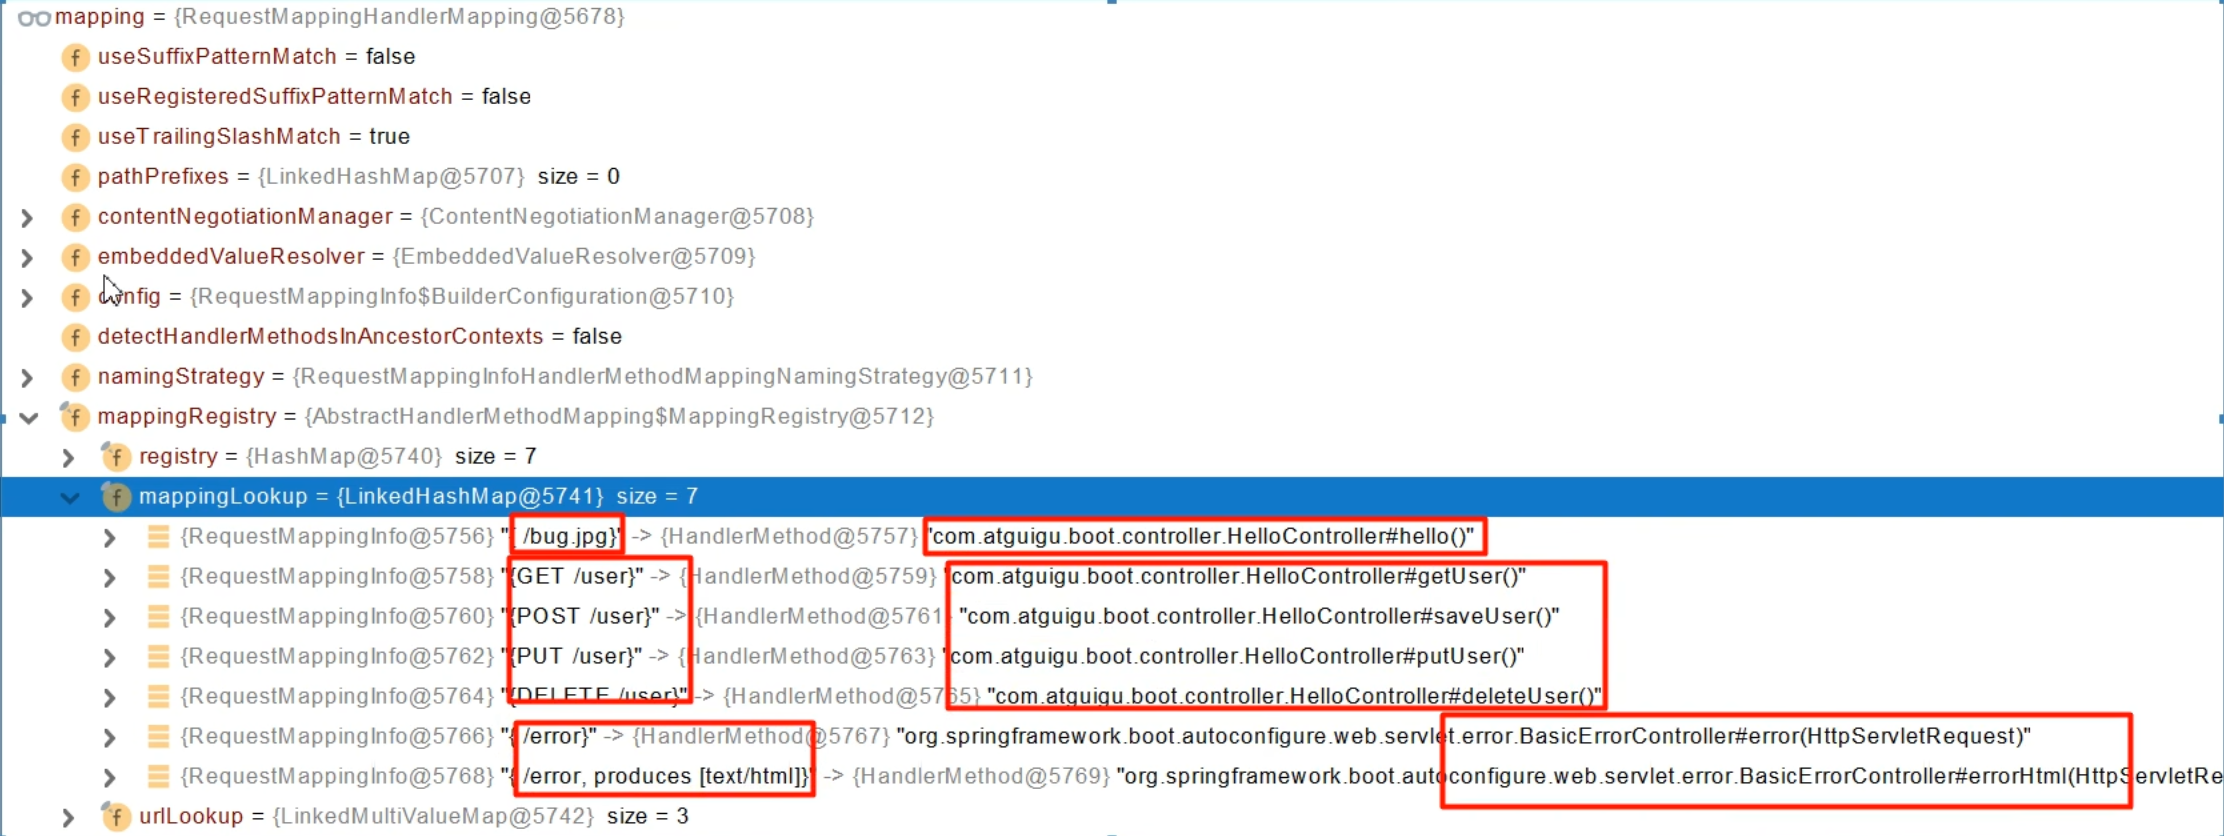 mapping = {RequestMappingHandlerMapping@5678}
f useSuffixPatternMatch = false
f useRegisteredSuffixPatternMatch = false
f useTrailingSlashMatch = true
f pathPrefixes = {LinkedHashMap@5707} size = 0
f contentNegotiationManager = {ContentNegotiationManager@5708}
f embeddedValueResolver = {EmbeddedValueResolver@5709}
f config = {RequestMappingInfo$BuilderConfiguration@5710}
f detectHandlerMethodsInAncestorContexts = false
f namingStrategy = {RequestMappingInfoHandlerMethodMappingNamingStrategy@5711}
f mappingRegistry = {AbstractHandlerMethodMapping$MappingRegistry@5712}
f registry = {HashMap@5740} size = 7
f mappingLookup = {LinkedHashMap@5741} size = 7
{RequestMappingInfo@5756} "{ /bug.jpg}" -> {HandlerMethod@5757} "com.atguigu.boot.controller.HelloController#hello()"
{RequestMappingInfo@5758} "{GET /user}" -> {HandlerMethod@5759} "com.atguigu.boot.controller.HelloController#getUser()"
{RequestMappingInfo@5760} "{POST /user}" -> {HandlerMethod@5761} "com.atguigu.boot.controller.HelloController#saveUser()"
{RequestMappingInfo@5762} "{PUT /user}" -> {HandlerMethod@5763} "com.atguigu.boot.controller.HelloController#putUser()"
{RequestMappingInfo@5764} "{DELETE /user}" -> {HandlerMethod@5765} "com.atguigu.boot.controller.HelloController#deleteUser()"
{RequestMappingInfo@5766} "{ /error}" -> {HandlerMethod@5767} "org.springframework.boot.autoconfigure.web.servlet.error.BasicErrorController#error(HttpServletRequest)"
{RequestMappingInfo@5768} "{ /error, produces [text/html]}" -> {HandlerMethod@5769} "org.springframework.boot.autoconfigure.web.servlet.error.BasicErrorController#errorHtml(HttpServletRe
f urlLookup = {LinkedMultiValueMap@5742} size = 3